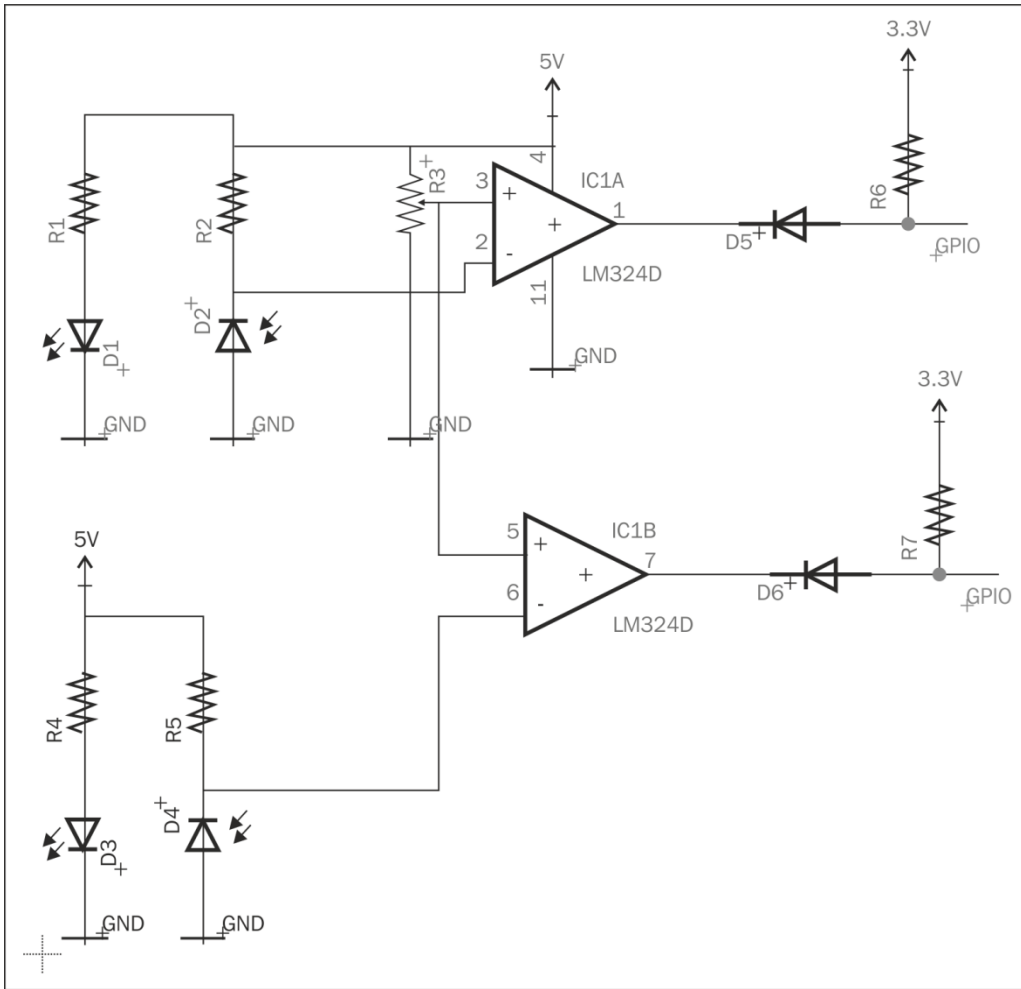 3.3V
5V
R1
R2
R3
3
4
2
11
IC1A
1
LM324D
D5
R6
GPIO
D1
D2
GND
GND
GND
GND
3.3V
5
6
IC1B
7
LM324D
D6
R7
GPIO
5V
R4
R5
D3
D4
GND
GND